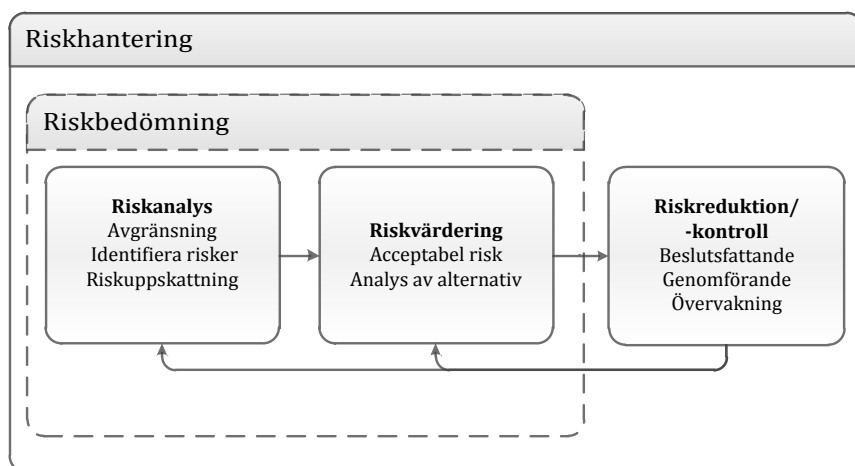 Riskhantering
Riskbedömning
Riskanalys
Avgränsning
Identifiera risker
Riskuppskattning
Riskvärdering
Acceptabel risk
Analys av alternativ
Riskreduktion/
-kontroll
Beslutsfattande
Genomförande
Övervakning